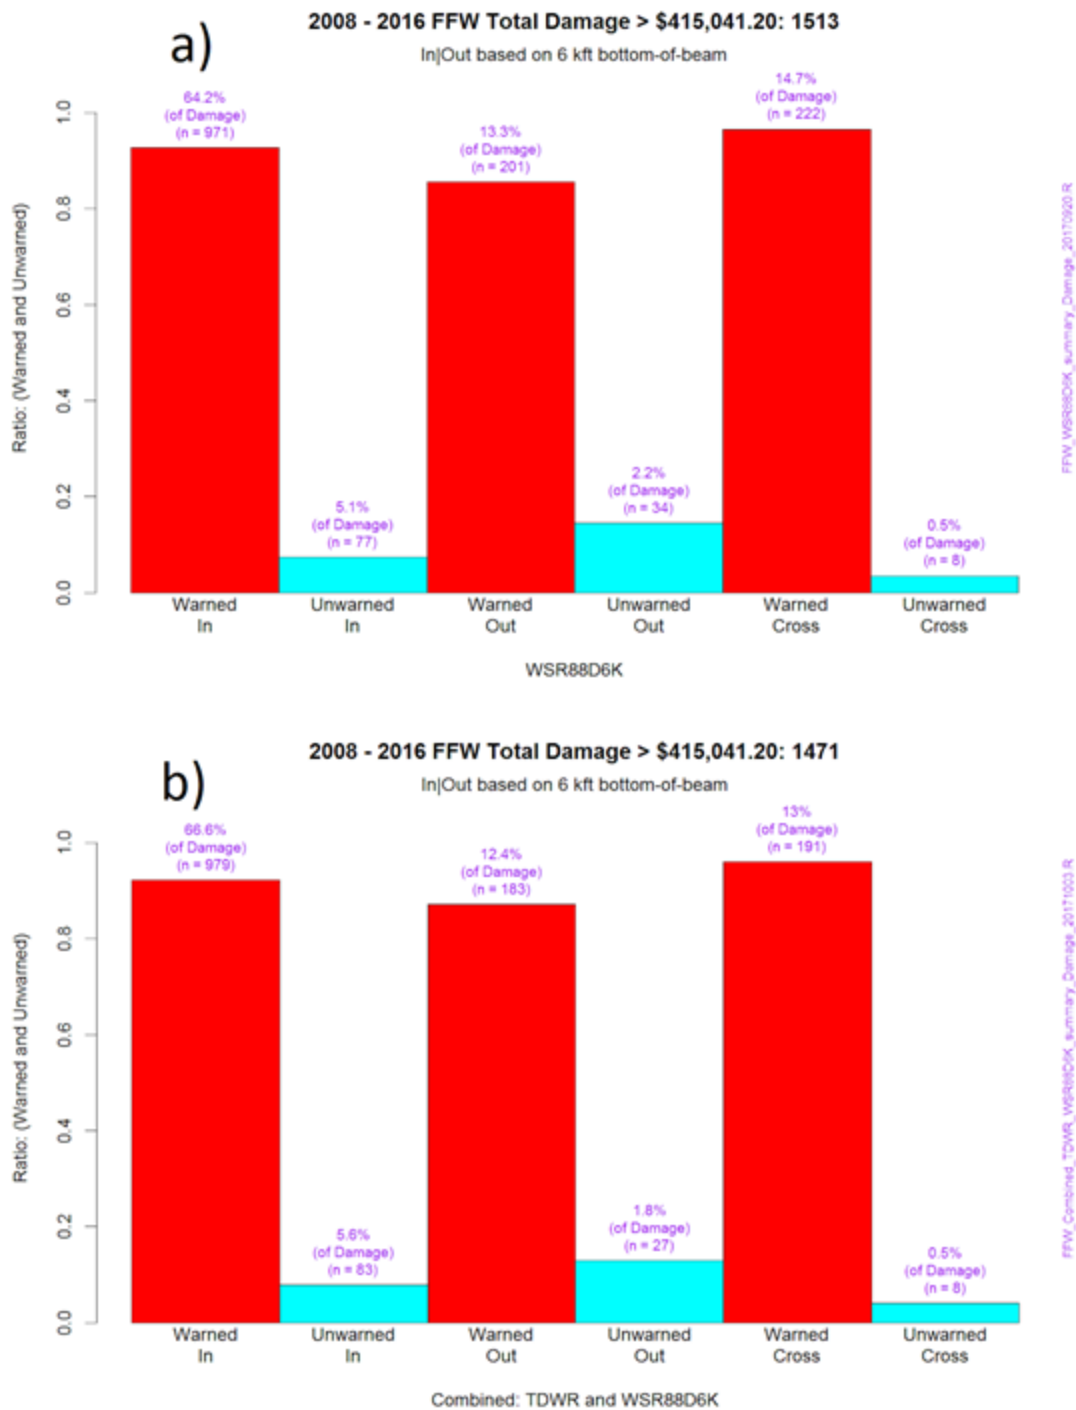 a)
2008 - 2016 FFW Total Damage > $415,041.20: 1513
In|Out based on 6 kft bottom-of-beam
64.2%
(of Damage)
(n = 971)
5.1%
(of Damage)
(n = 77)
13.3%
(of Damage)
(n = 201)
2.2%
(of Damage)
(n = 34)
14.7%
(of Damage)
(n = 222)
0.5%
(of Damage)
(n = 8)
Ratio: (Warned and Unwarned)
1.0
0.8
0.6
0.4
0.2
0.0
Warned
In
Unwarned
In
Warned
Out
Unwarned
Out
Warned
Cross
Unwarned
Cross
WSR88D6K
FFW_WSR88D6K_summary_Damage_20170920.R
b)
2008 - 2016 FFW Total Damage > $415,041.20: 1471
In|Out based on 6 kft bottom-of-beam
66.6%
(of Damage)
(n = 979)
5.6%
(of Damage)
(n = 83)
12.4%
(of Damage)
(n = 183)
1.8%
(of Damage)
(n = 27)
13%
(of Damage)
(n = 191)
0.5%
(of Damage)
(n = 8)
Ratio: (Warned and Unwarned)
1.0
0.8
0.6
0.4
0.2
0.0
Warned
In
Unwarned
In
Warned
Out
Unwarned
Out
Warned
Cross
Unwarned
Cross
Combined: TDWR and WSR88D6K
FFW_Combined_TDWR_WSR88D6K_summary_Damage_20171003.R